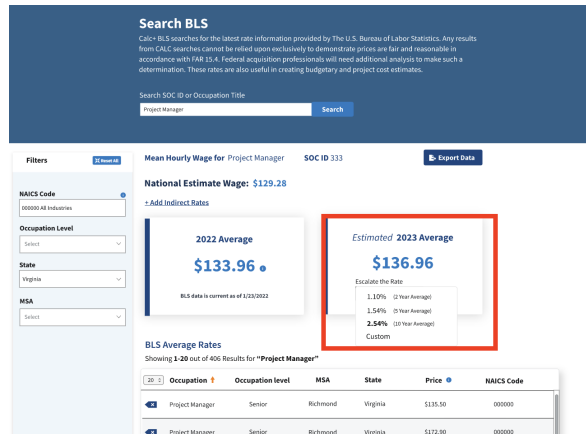 Search BLS
Calc+ BLS searches for the latest rate information provided by The U.S. Bureau of Labor Statistics. Any results
from CALC searches cannot be relied upon exclusively to demonstrate prices are fair and reasonable in
accordance with FAR 15.4. Federal acquisition professionals will need additional analysis to make such a
determination. These rates are also useful in creating budgetary and project cost estimates.
Search SOC ID or Occupation Title
Project Manager
Search
Filters
Reset All
NAICS Code
000000 All Industries
Occupation Level
Select
State
Virginia
MSA
Select
Mean Hourly Wage for Project Manager SOC ID 333
Export Data
National Estimate Wage: $129.28
+ Add Indirect Rates
2022 Average
$133.96
BLS data is current as of 1/23/2022
Estimated 2023 Average
$136.96
Escalate the Rate
1.10% (2 Year Average)
1.54% (5 Year Average)
2.54% (10 Year Average)
Custom
BLS Average Rates
Showing 1-20 out of 406 Results for “Project Manager”
20 Occupation Occupation level MSA State Price NAICS Code
Project Manager Senior Richmond Virginia $135.50 000000
Project Manager Senior Richmond Virginia $172.90 000000